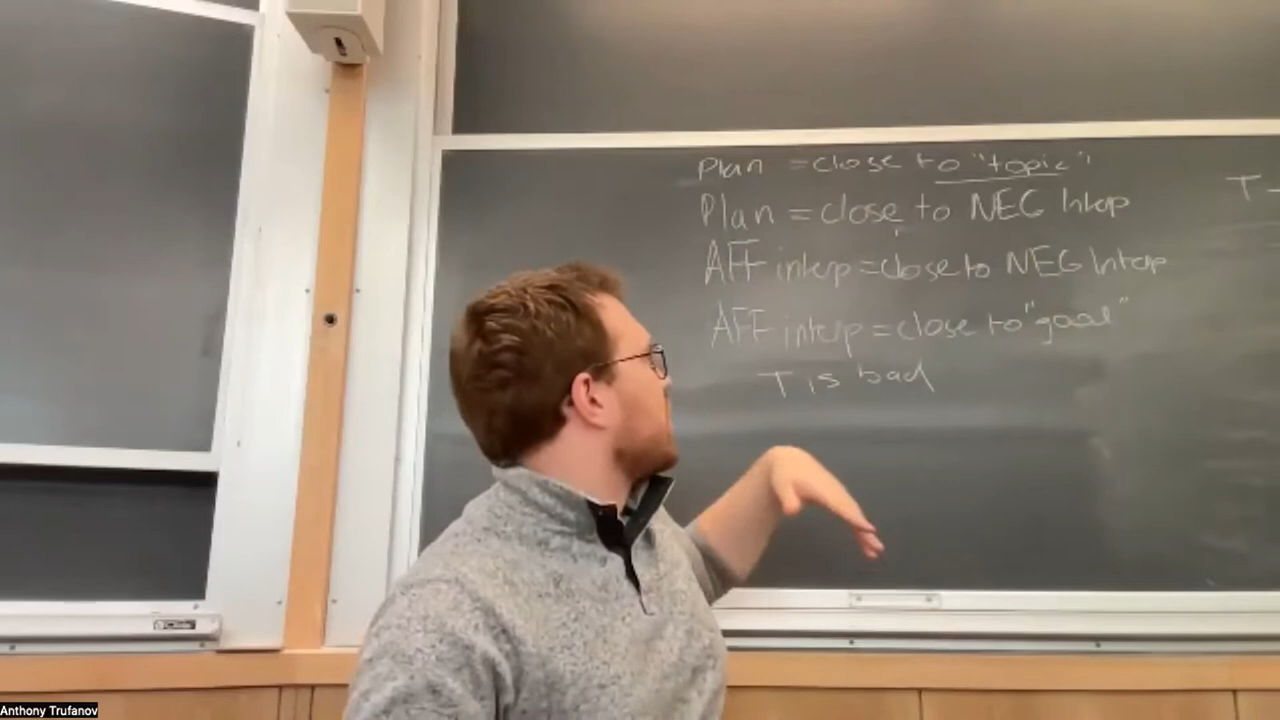 Plan = close to "topic"
T-
Plan = close to NEG Interp
AFF interp = close to NEG Interp
AFF interp = close to "goal"
T is bad
Anthony Trufanov